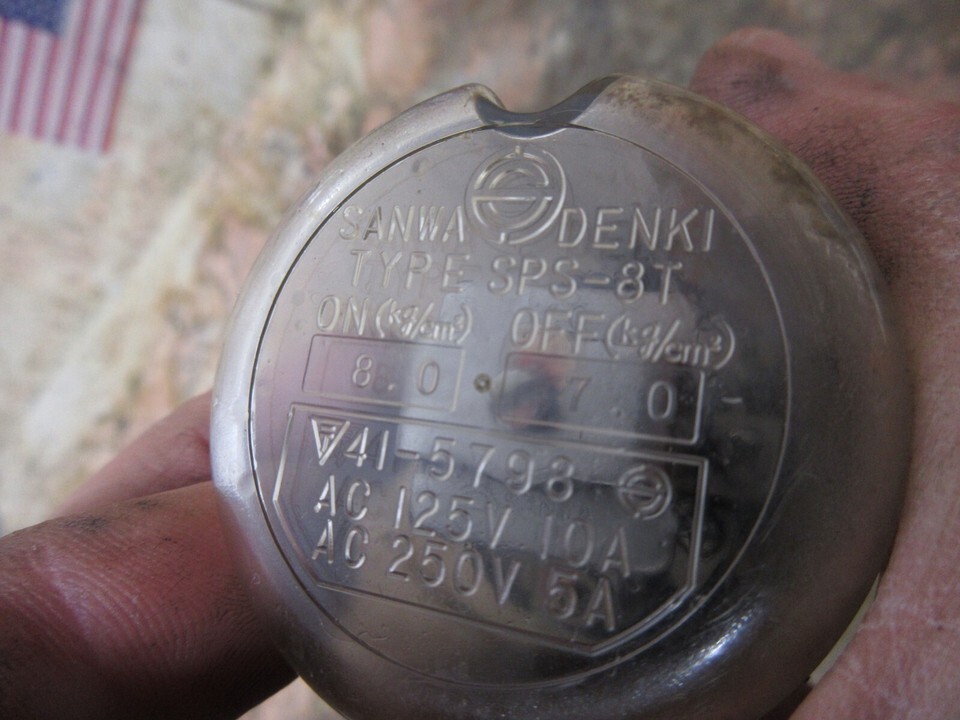 SANWA DENKI
TYPE SPS-8T
ON(kg/cm²) OFF(kg/cm²)
8.0 7.0
41-5798
AC 125V 10A
AC 250V 5A